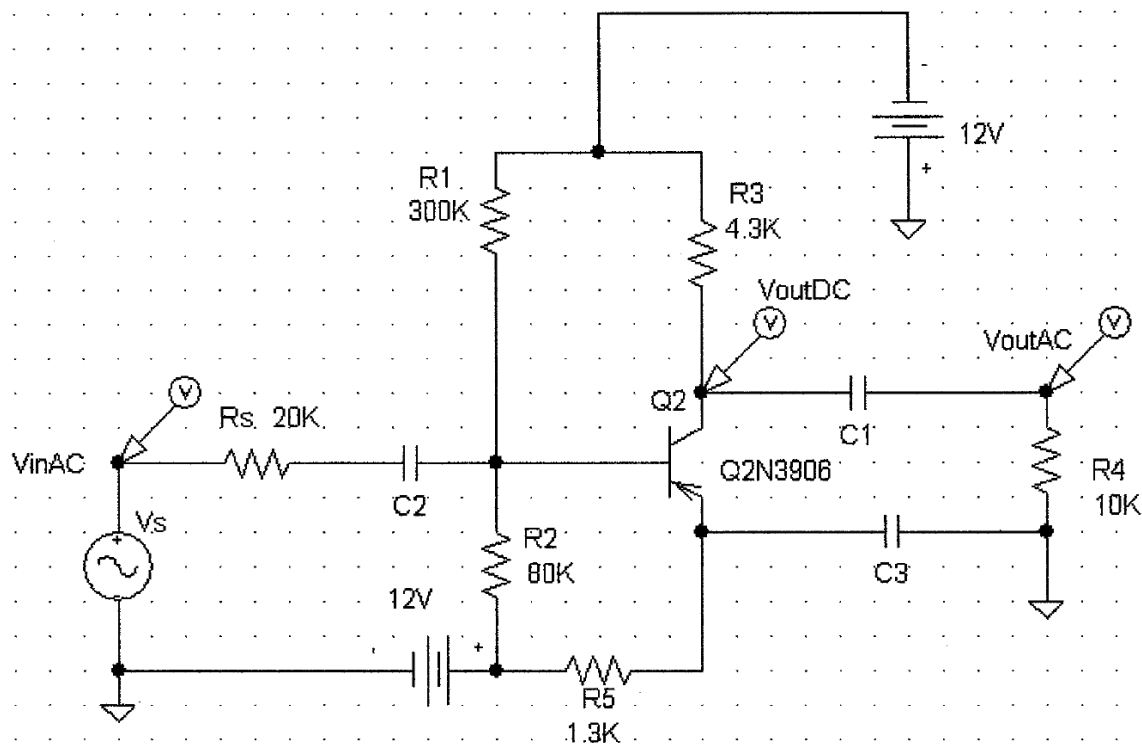 -
12V
+
R1
300K
R3
4.3K
VoutDC
V
VoutAC
V
V
Rs 20K
Q2
C1
VinAC
C2
Q2N3906
R4
10K
Vs
+
R2
80K
C3
12V
- +
R5
1.3K